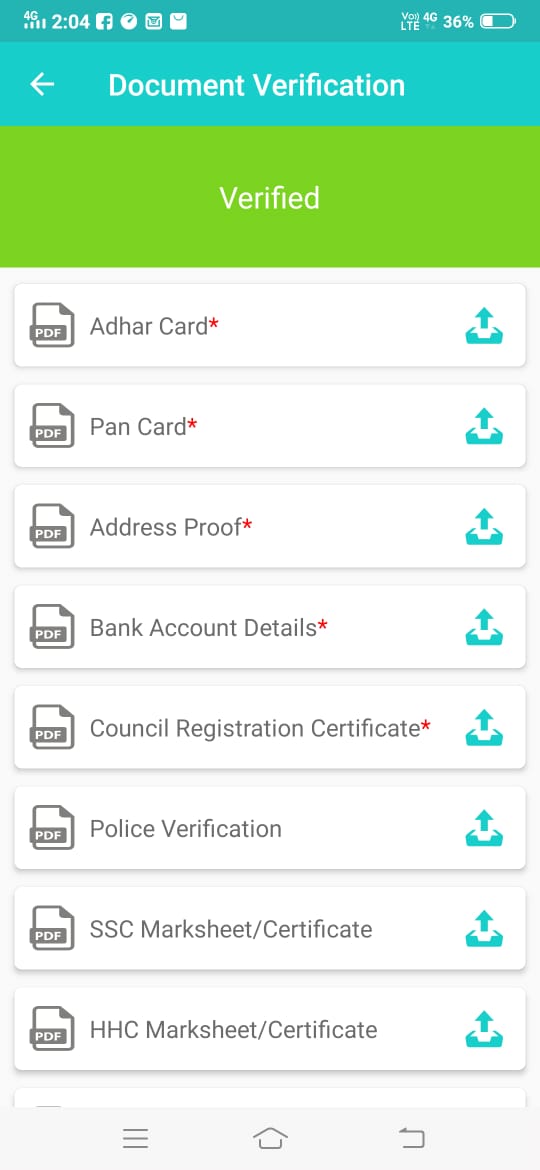 4G 2:04 Vo)) LTE 4G 36%
Document Verification
Verified
PDF Adhar Card*
PDF Pan Card*
PDF Address Proof*
PDF Bank Account Details*
PDF Council Registration Certificate*
PDF Police Verification
PDF SSC Marksheet/Certificate
PDF HHC Marksheet/Certificate